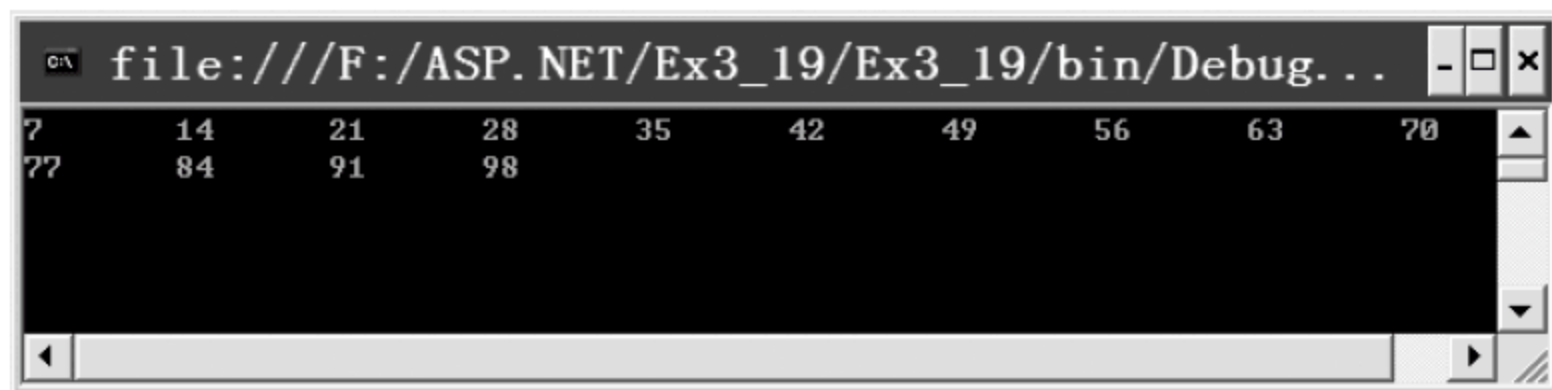 file:///F:/ASP.NET/Ex3_19/Ex3_19/bin/Debug...
7 14 21 28 35 42 49 56 63 70
77 84 91 98